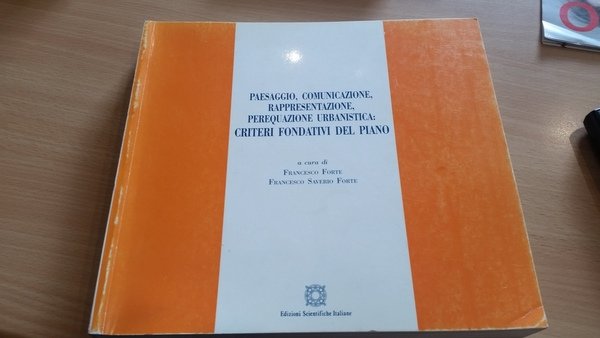 PAESAGGIO, COMUNICAZIONE,
RAPPRESENTAZIONE,
PEREQUAZIONE URBANISTICA:
CRITERI FONDATIVI DEL PIANO
a cura di
FRANCESCO FORTE
FRANCESCO SAVERIO FORTE
Edizioni Scientifiche Italiane